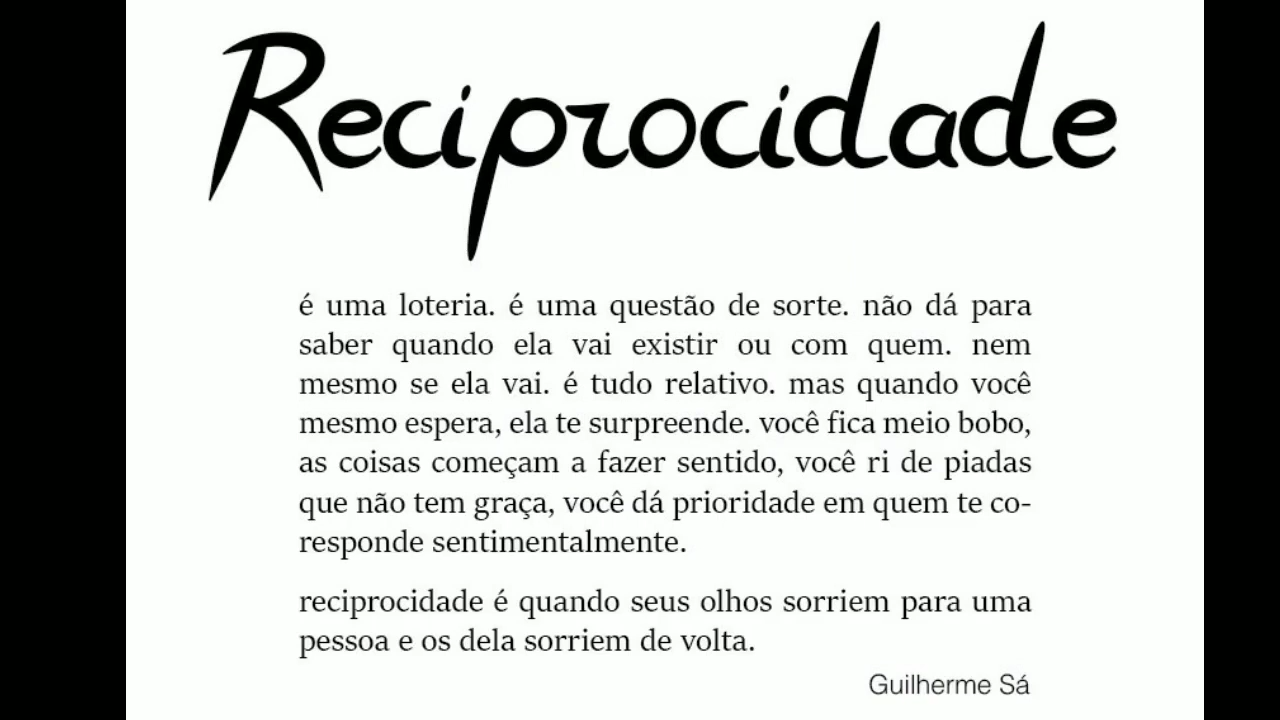 Reciprocidade
é uma loteria. é uma questão de sorte. não dá para
saber quando ela vai existir ou com quem. nem
mesmo se ela vai. é tudo relativo. mas quando você
mesmo espera, ela te surpreende. você fica meio bobo,
as coisas começam a fazer sentido, você ri de piadas
que não tem graça, você dá prioridade em quem te co-
responde sentimentalmente.
reciprocidade é quando seus olhos sorriem para uma
pessoa e os dela sorriem de volta.
Guilherme Sá